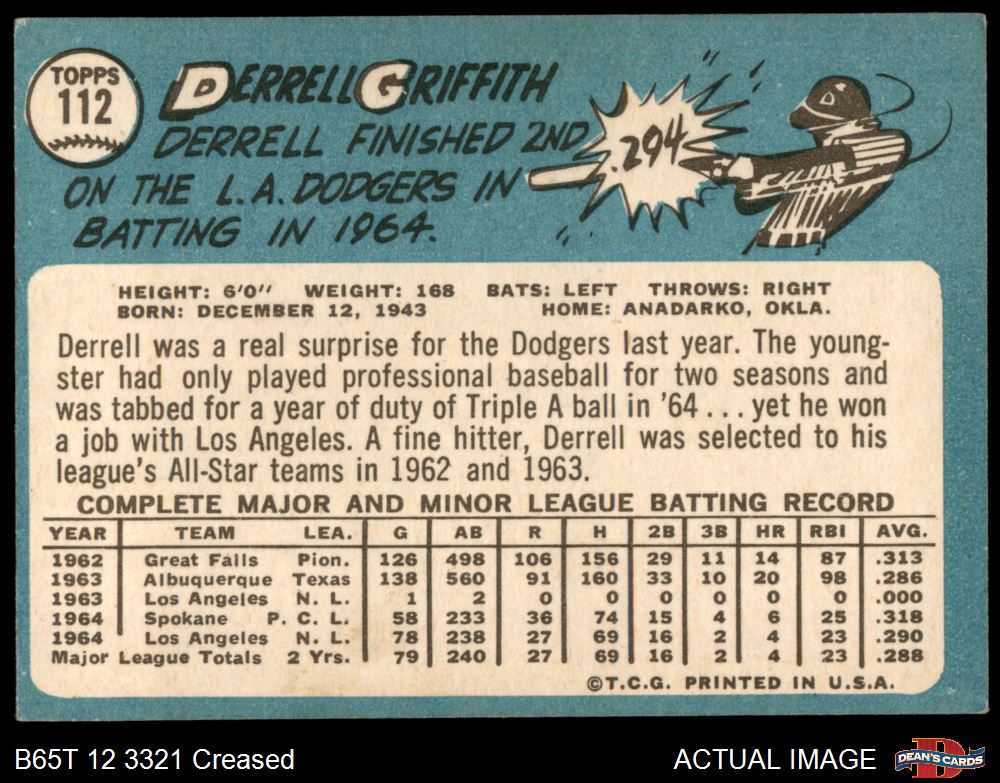 TOPPS
112
DERRELL GRIFFITH
DERRELL FINISHED 2ND
ON THE L.A. DODGERS IN
BATTING IN 1964.
.294
HEIGHT: 6'0" WEIGHT: 168 BATS: LEFT THROWS: RIGHT
BORN: DECEMBER 12, 1943 HOME: ANADARKO, OKLA.
Derrell was a real surprise for the Dodgers last year. The young-
ster had only played professional baseball for two seasons and
was tabbed for a year of duty of Triple A ball in '64 . . . yet he won
a job with Los Angeles. A fine hitter, Derrell was selected to his
league's All-Star teams in 1962 and 1963.
COMPLETE MAJOR AND MINOR LEAGUE BATTING RECORD
YEAR TEAM LEA. G AB R H 2B 3B HR RBI AVG.
1962 Great Falls Pion. 126 498 106 156 29 11 14 87 .313
1963 Albuquerque Texas 138 560 91 160 33 10 20 98 .286
1963 Los Angeles N. L. 1 2 0 0 0 0 0 0 .000
1964 Spokane P. C. L. 58 233 36 74 15 4 6 25 .318
1964 Los Angeles N. L. 78 238 27 69 16 2 4 23 .290
Major League Totals 2 Yrs. 79 240 27 69 16 2 4 23 .288
©T.C.G. PRINTED IN U.S.A.
B65T 12 3321 Creased
ACTUAL IMAGE
D
DEAN'S CARDS